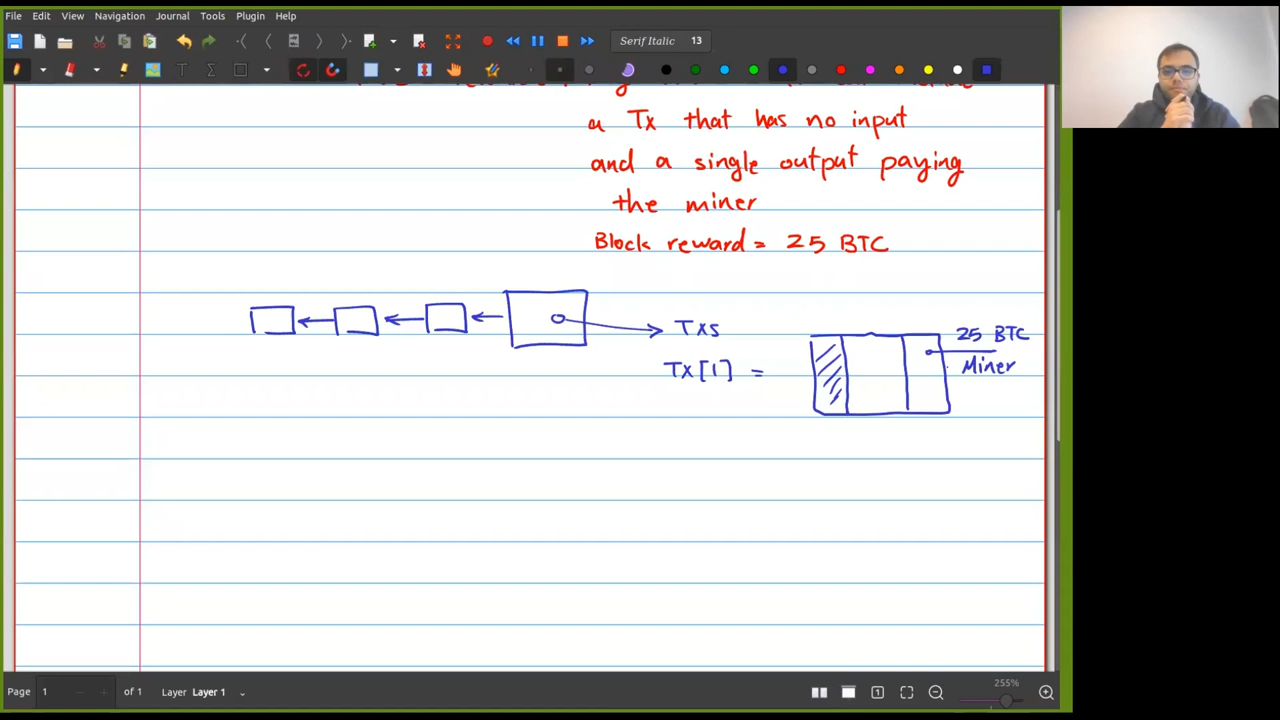 File Edit View Navigation Journal Tools Plugin Help
Serif Italic 13
a Tx that has no input
and a single output paying
the miner
Block reward = 25 BTC
TXs
25 BTC
Miner
TX[1] =
Page 1 of 1 Layer Layer 1
255%